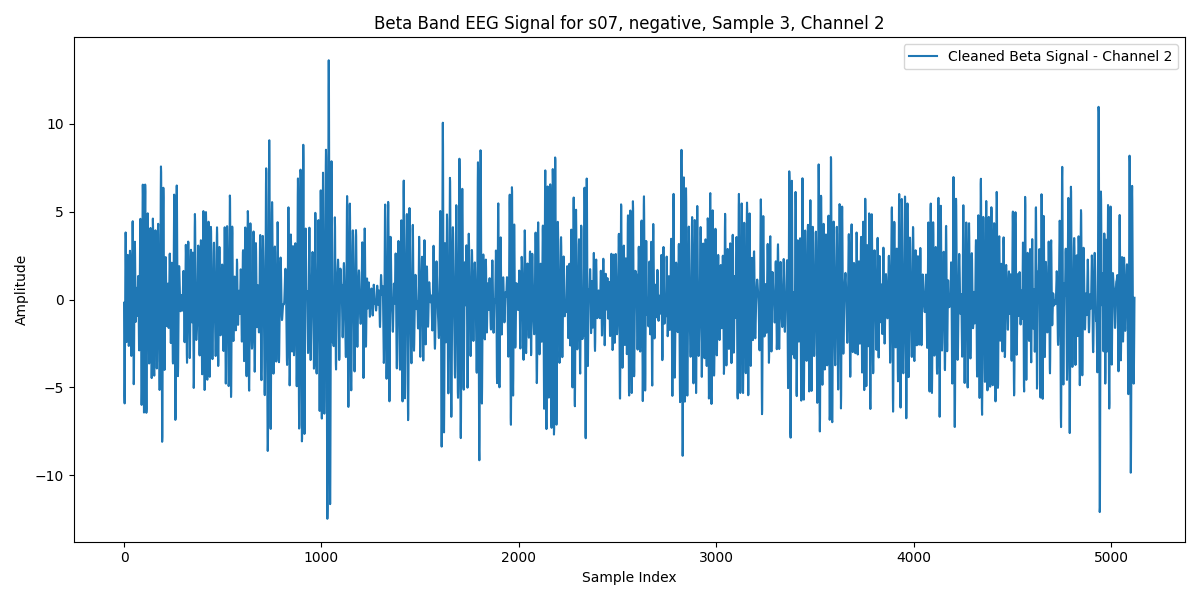 Beta Band EEG Signal for s07, negative, Sample 3, Channel 2
Cleaned Beta Signal - Channel 2
Amplitude
10
5
0
−5
−10
0 1000 2000 3000 4000 5000
Sample Index